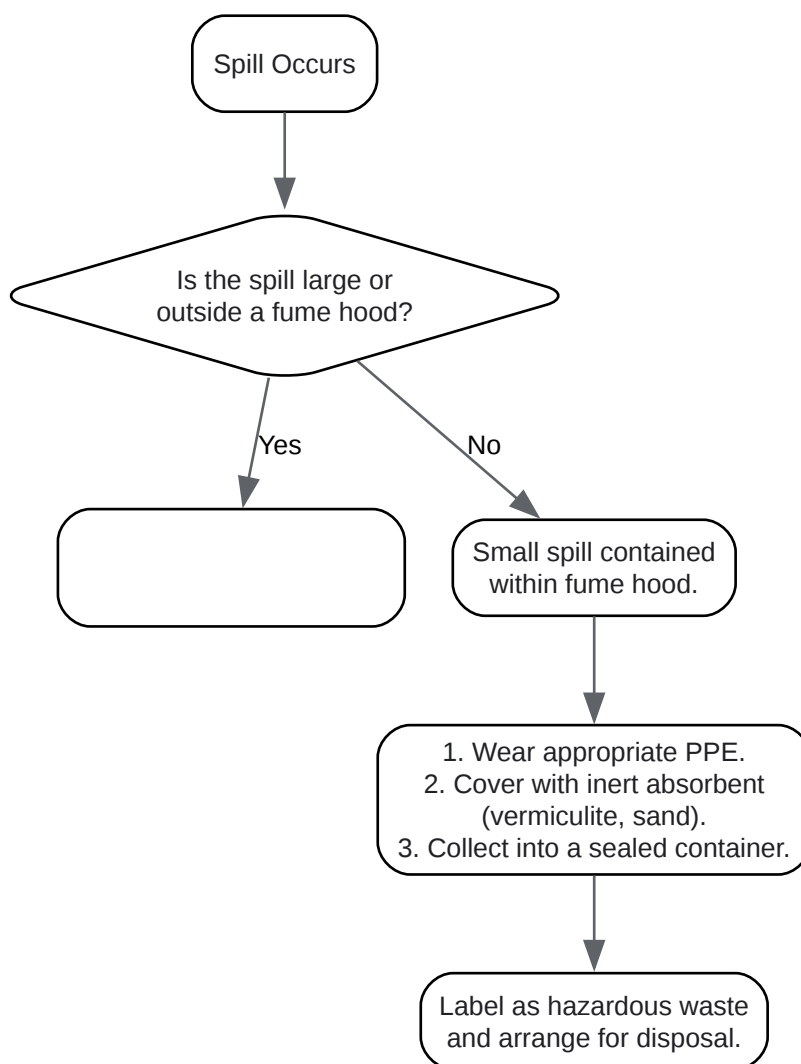 Spill Occurs
Is the spill large or
outside a fume hood?
Yes
No
Small spill contained
within fume hood.
1. Wear appropriate PPE.
2. Cover with inert absorbent
(vermiculite, sand).
3. Collect into a sealed container.
Label as hazardous waste
and arrange for disposal.